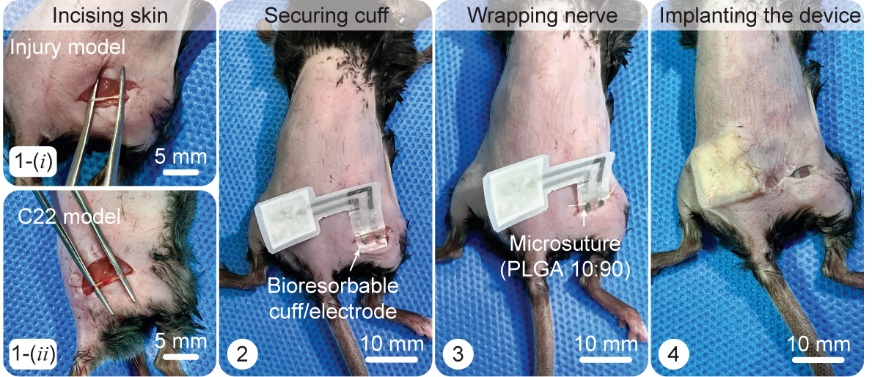 Incising skin
Injury model
1-(i)
5 mm
C22 model
1-(ii)
5 mm
Securing cuff
Bioresorbable
cuff/electrode
2
10 mm
Wrapping nerve
Microsuture
(PLGA 10:90)
3
10 mm
Implanting the device
4
10 mm